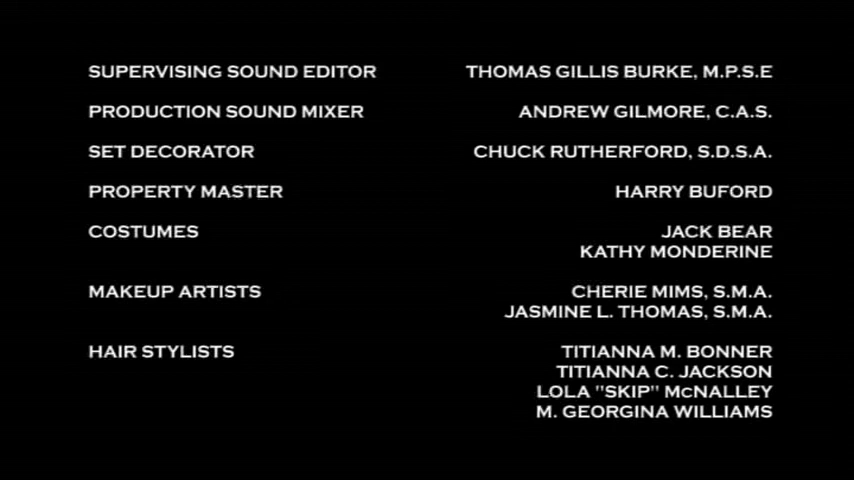 SUPERVISING SOUND EDITOR THOMAS GILLIS BURKE, M.P.S.E
PRODUCTION SOUND MIXER ANDREW GILMORE, C.A.S.
SET DECORATOR CHUCK RUTHERFORD, S.D.S.A.
PROPERTY MASTER HARRY BUFORD
COSTUMES JACK BEAR
KATHY MONDERINE
MAKEUP ARTISTS CHERIE MIMS, S.M.A.
JASMINE L. THOMAS, S.M.A.
HAIR STYLISTS TITIANNA M. BONNER
TITIANNA C. JACKSON
LOLA "SKIP" McNALLEY
M. GEORGINA WILLIAMS